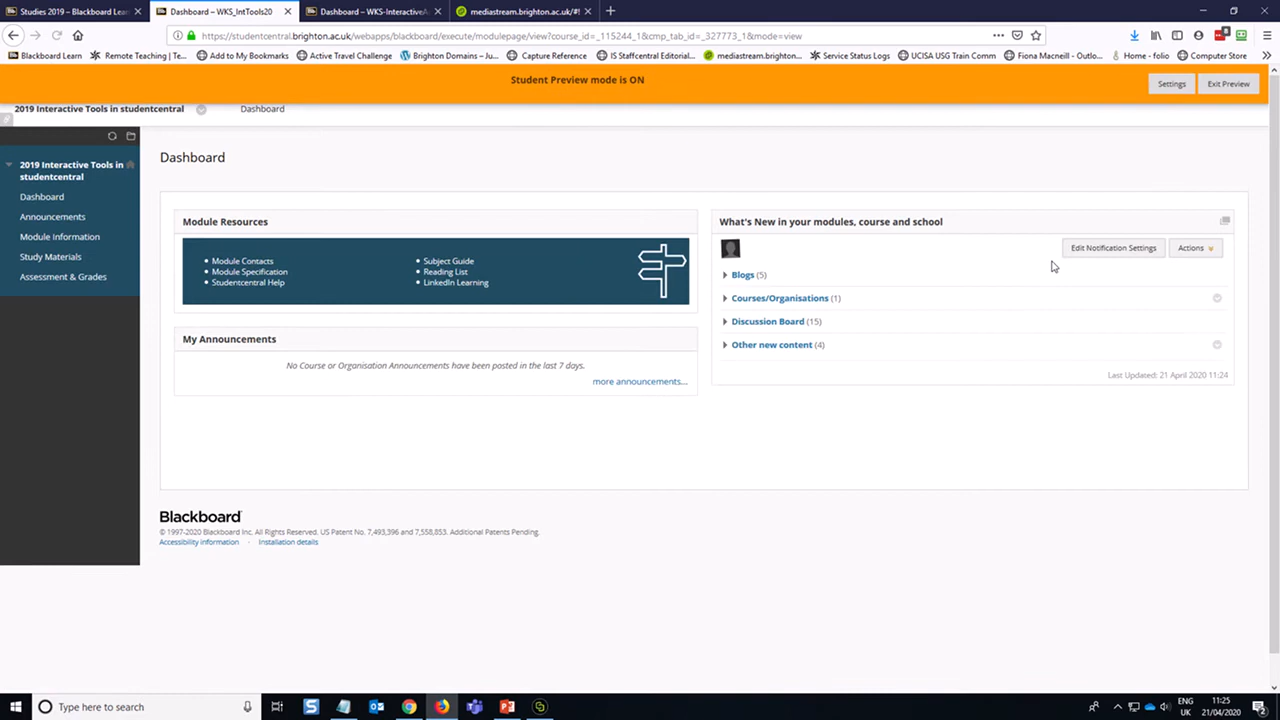 Studies 2019 – Blackboard Lea
Dashboard – WKS_IntTools20
Dashboard – WKS-InteractiveA
mediastream.brighton.ac.uk/#!
https://studentcentral.brighton.ac.uk/webapps/blackboard/execute/modulepage/view?course_id=_115244_1&cmp_tab_id=_327773_1&mode=view
Blackboard Learn
Remote Teaching | Te...
Add to My Bookmarks
Active Travel Challenge
Brighton Domains – Ju...
Capture Reference
IS Staffcentral Editorial...
mediastream.brighton...
Service Status Logs
UCISA USG Train Comm
Fiona Macneill - Outlo...
Home - folio
Computer Store
Student Preview mode is ON
Settings
Exit Preview
2019 Interactive Tools in studentcentral
Dashboard
2019 Interactive Tools in
studentcentral
Dashboard
Announcements
Module Information
Study Materials
Assessment & Grades
Dashboard
Module Resources
Module Contacts
Module Specification
Studentcentral Help
Subject Guide
Reading List
LinkedIn Learning
My Announcements
No Course or Organisation Announcements have been posted in the last 7 days.
more announcements...
What's New in your modules, course and school
Edit Notification Settings
Actions
Blogs (5)
Courses/Organisations (1)
Discussion Board (15)
Other new content (4)
Last Updated: 21 April 2020 11:24
Blackboard
© 1997-2020 Blackboard Inc. All Rights Reserved. US Patent No. 7,493,396 and 7,558,853. Additional Patents Pending.
Accessibility information · Installation details
Type here to search
ENG
UK
11:25
21/04/2020
2